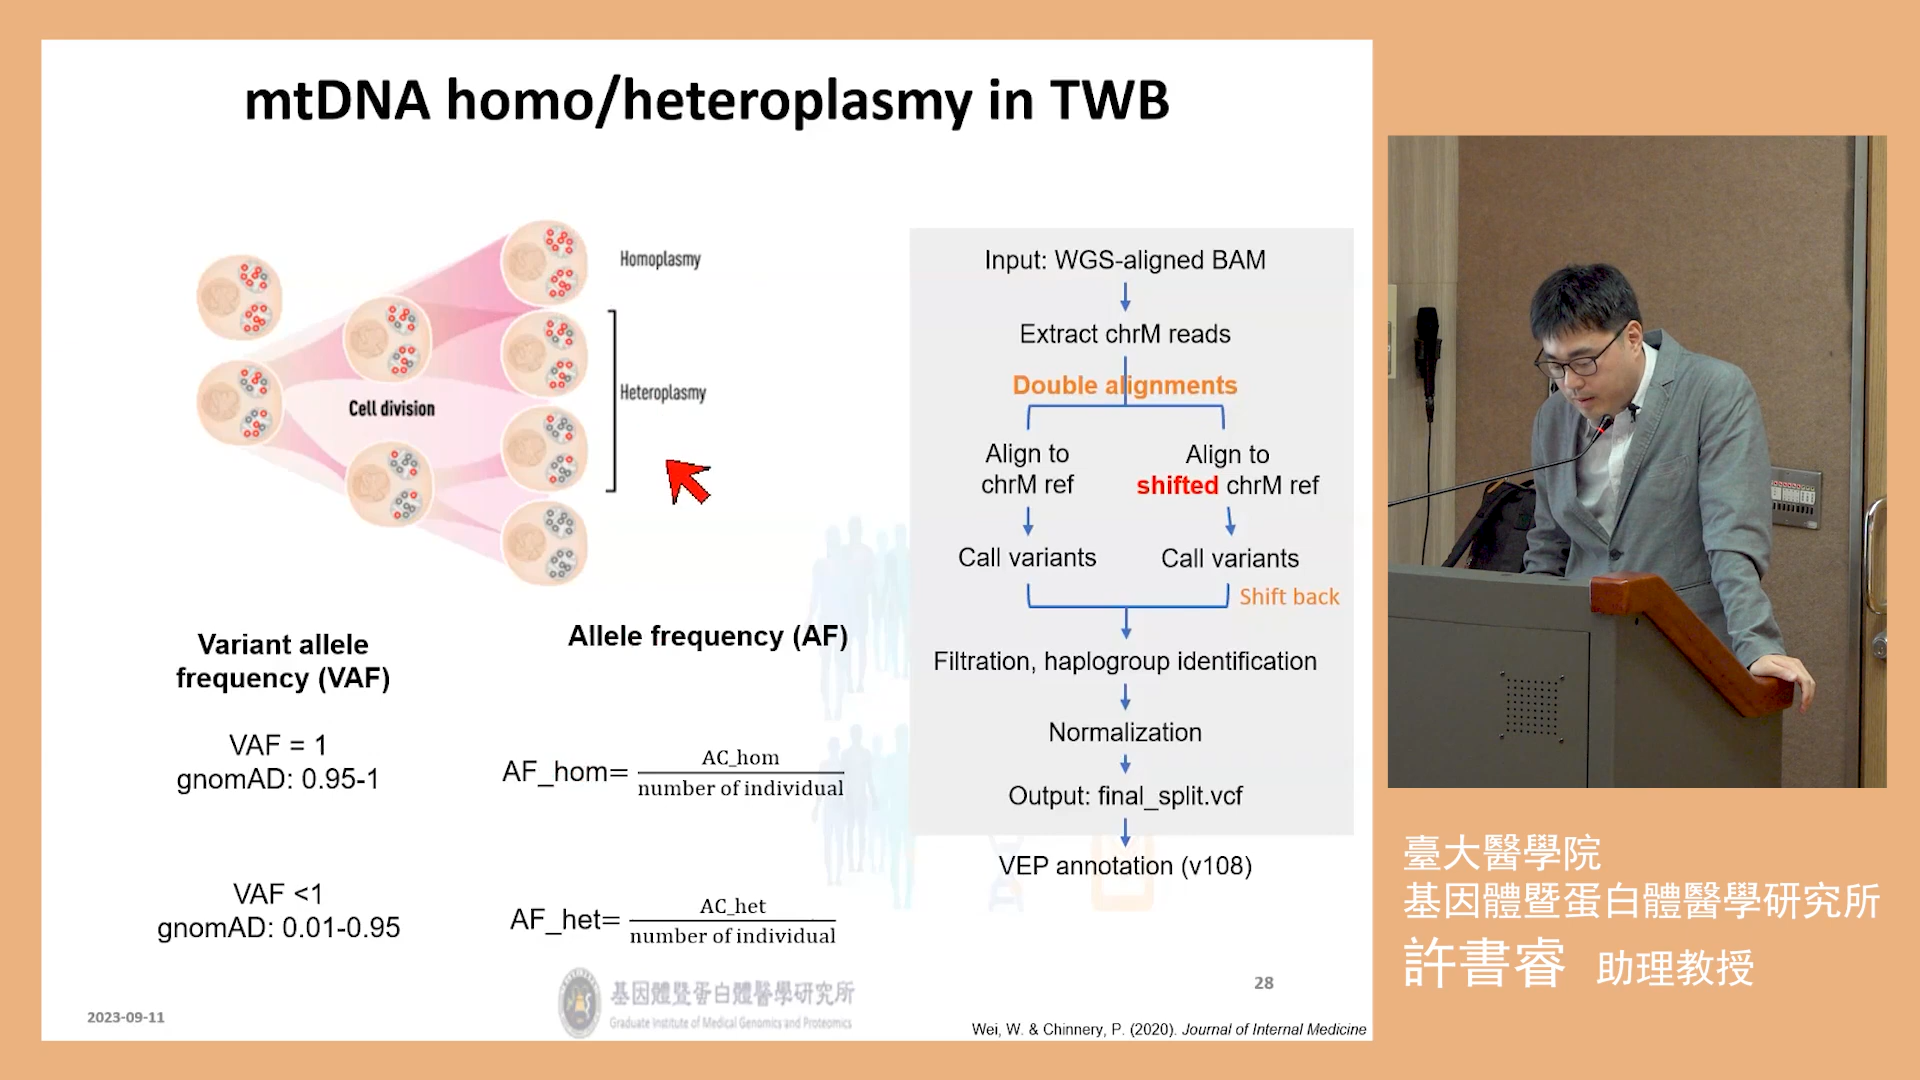 mtDNA homo/heteroplasmy in TWB
Homoplasmy
Heteroplasmy
Cell division
Variant allele
frequency (VAF)
VAF = 1
gnomAD: 0.95-1
VAF <1
gnomAD: 0.01-0.95
Allele frequency (AF)
AF_hom= AC_hom
number of individual
AF_het= AC_het
number of individual
Input: WGS-aligned BAM
Extract chrM reads
Double alignments
Align to
chrM ref
Align to
shifted chrM ref
Call variants
Call variants
Shift back
Filtration, haplogroup identification
Normalization
Output: final_split.vcf
VEP annotation (v108)
2023-09-11
基因體暨蛋白體醫學研究所
Graduate Institute of Medical Genomics and Proteomics
28
Wei, W. & Chinnery, P. (2020). Journal of Internal Medicine
臺大醫學院
基因體暨蛋白體醫學研究所
許書睿 助理教授